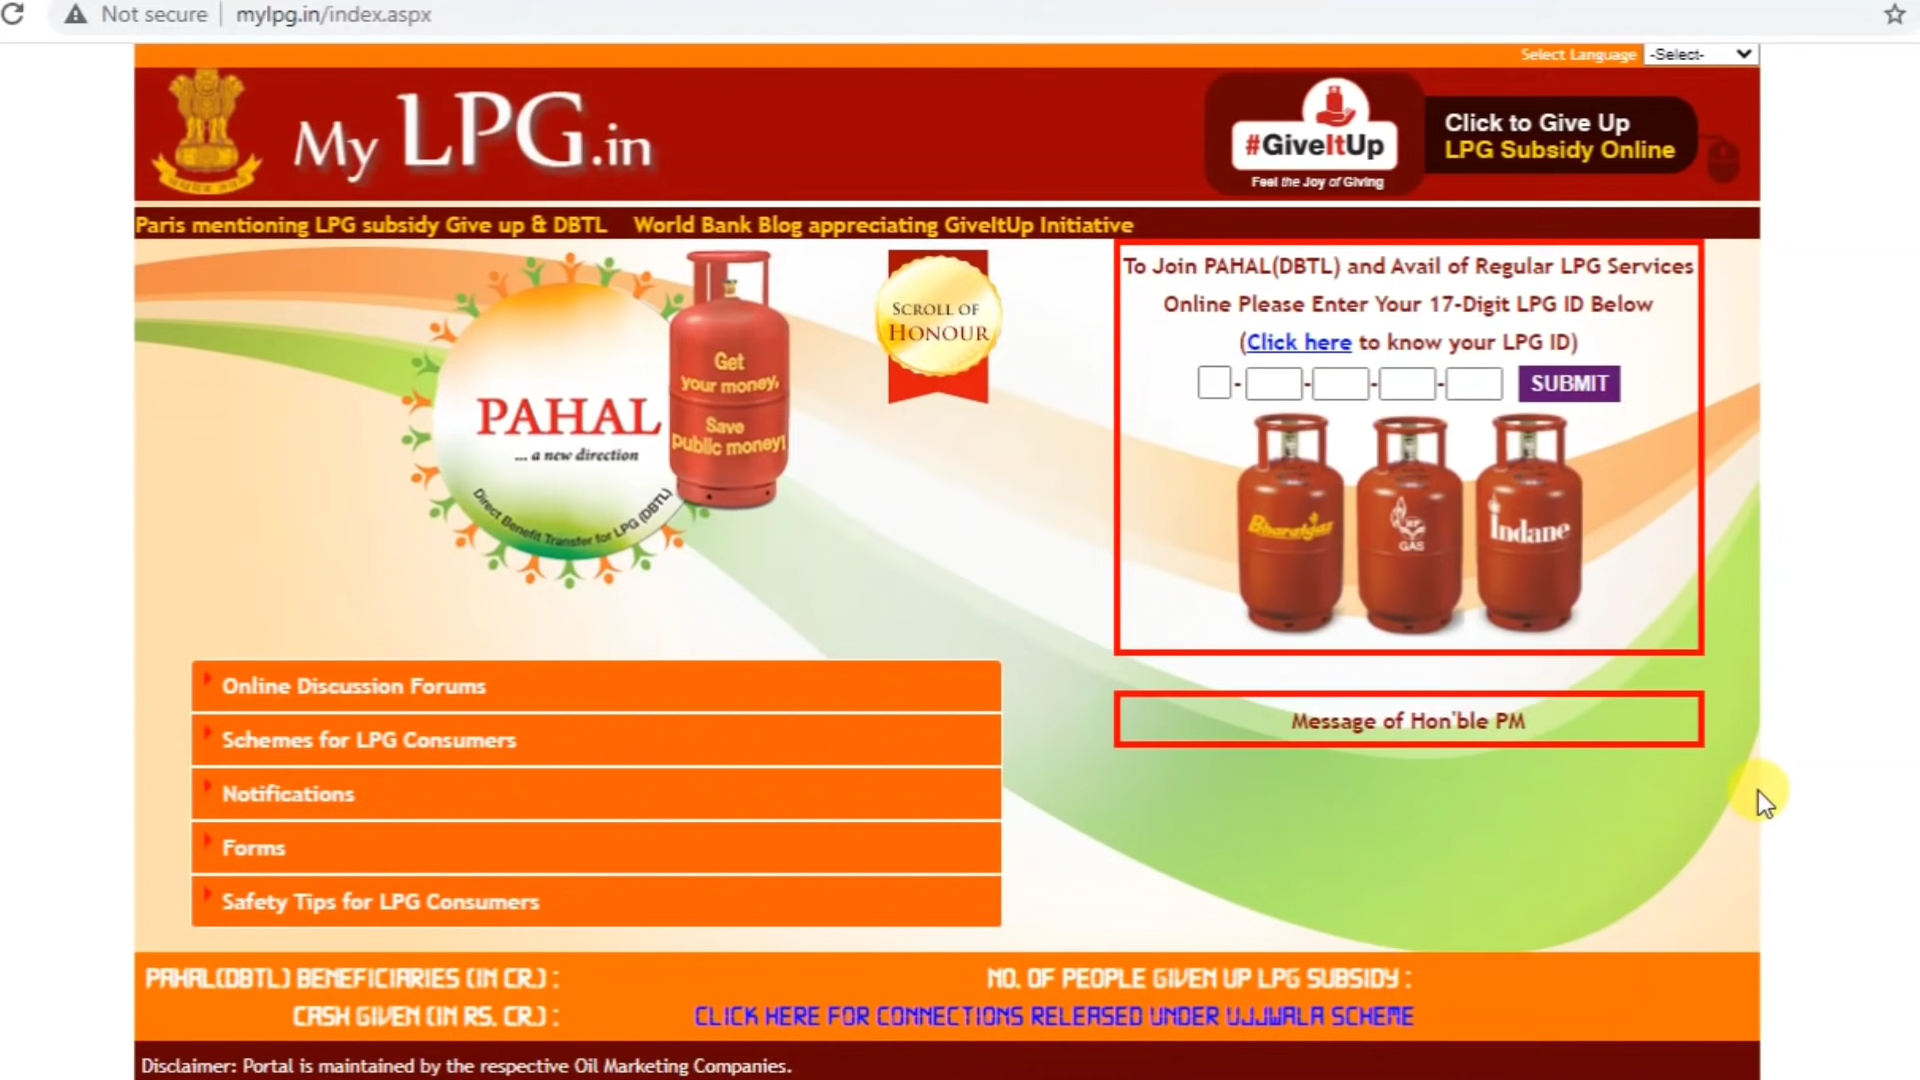 Not secure
mylpg.in/index.aspx
Select Language
-Select-
My LPG.in
#GiveItUp
Feel the Joy of Giving
Click to Give Up
LPG Subsidy Online
Paris mentioning LPG subsidy Give up & DBTL World Bank Blog appreciating GiveItUp Initiative
PAHAL
... a new direction
Direct Benefit Transfer for LPG (DBTL)
Get
your money,
Save
public money!
SCROLL OF
HONOUR
To Join PAHAL(DBTL) and Avail of Regular LPG Services
Online Please Enter Your 17-Digit LPG ID Below
(Click here to know your LPG ID)
- - - -
SUBMIT
Bharatgas
HP
GAS
Indane
Message of Hon'ble PM
Online Discussion Forums
Schemes for LPG Consumers
Notifications
Forms
Safety Tips for LPG Consumers
PAHAL(DBTL) BENEFICIARIES (IN CR.) :
NO. OF PEOPLE GIVEN UP LPG SUBSIDY :
CASH GIVEN (IN RS. CR.) :
CLICK HERE FOR CONNECTIONS RELEASED UNDER UJJWALA SCHEME
Disclaimer: Portal is maintained by the respective Oil Marketing Companies.